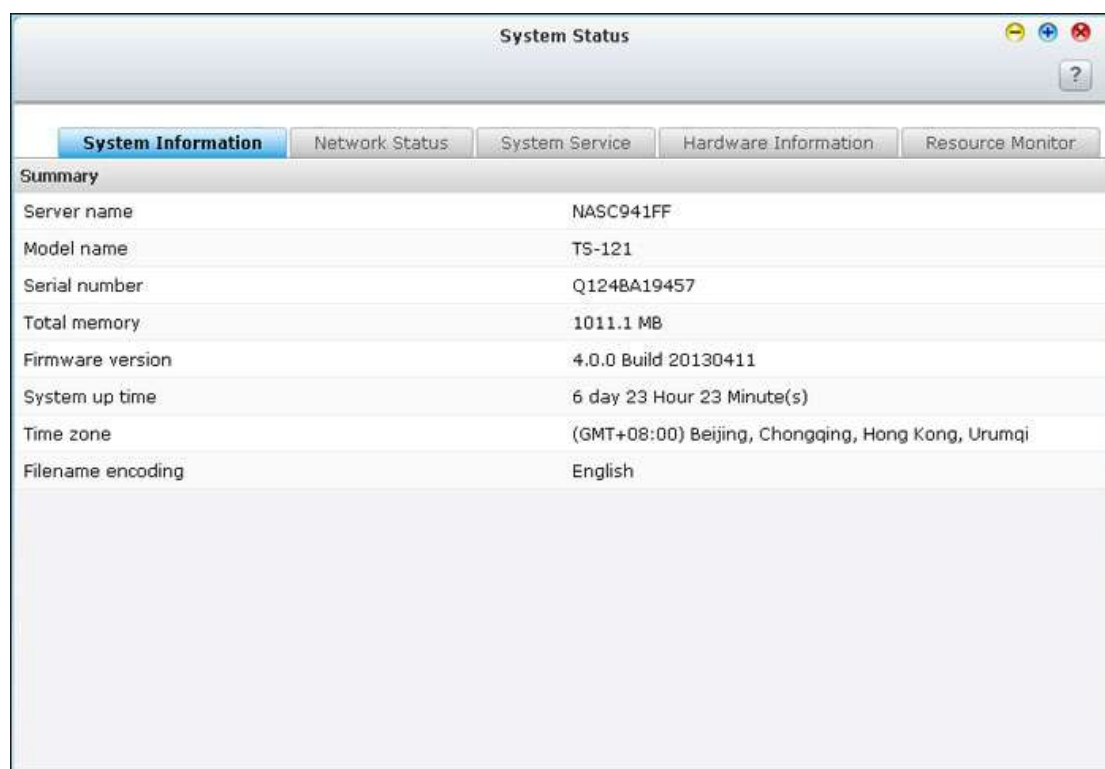 System Status
?
System Information Network Status System Service Hardware Information Resource Monitor
Summary
Server name NASC941FF
Model name TS-121
Serial number Q124BA19457
Total memory 1011.1 MB
Firmware version 4.0.0 Build 20130411
System up time 6 day 23 Hour 23 Minute(s)
Time zone (GMT+08:00) Beijing, Chongqing, Hong Kong, Urumqi
Filename encoding English